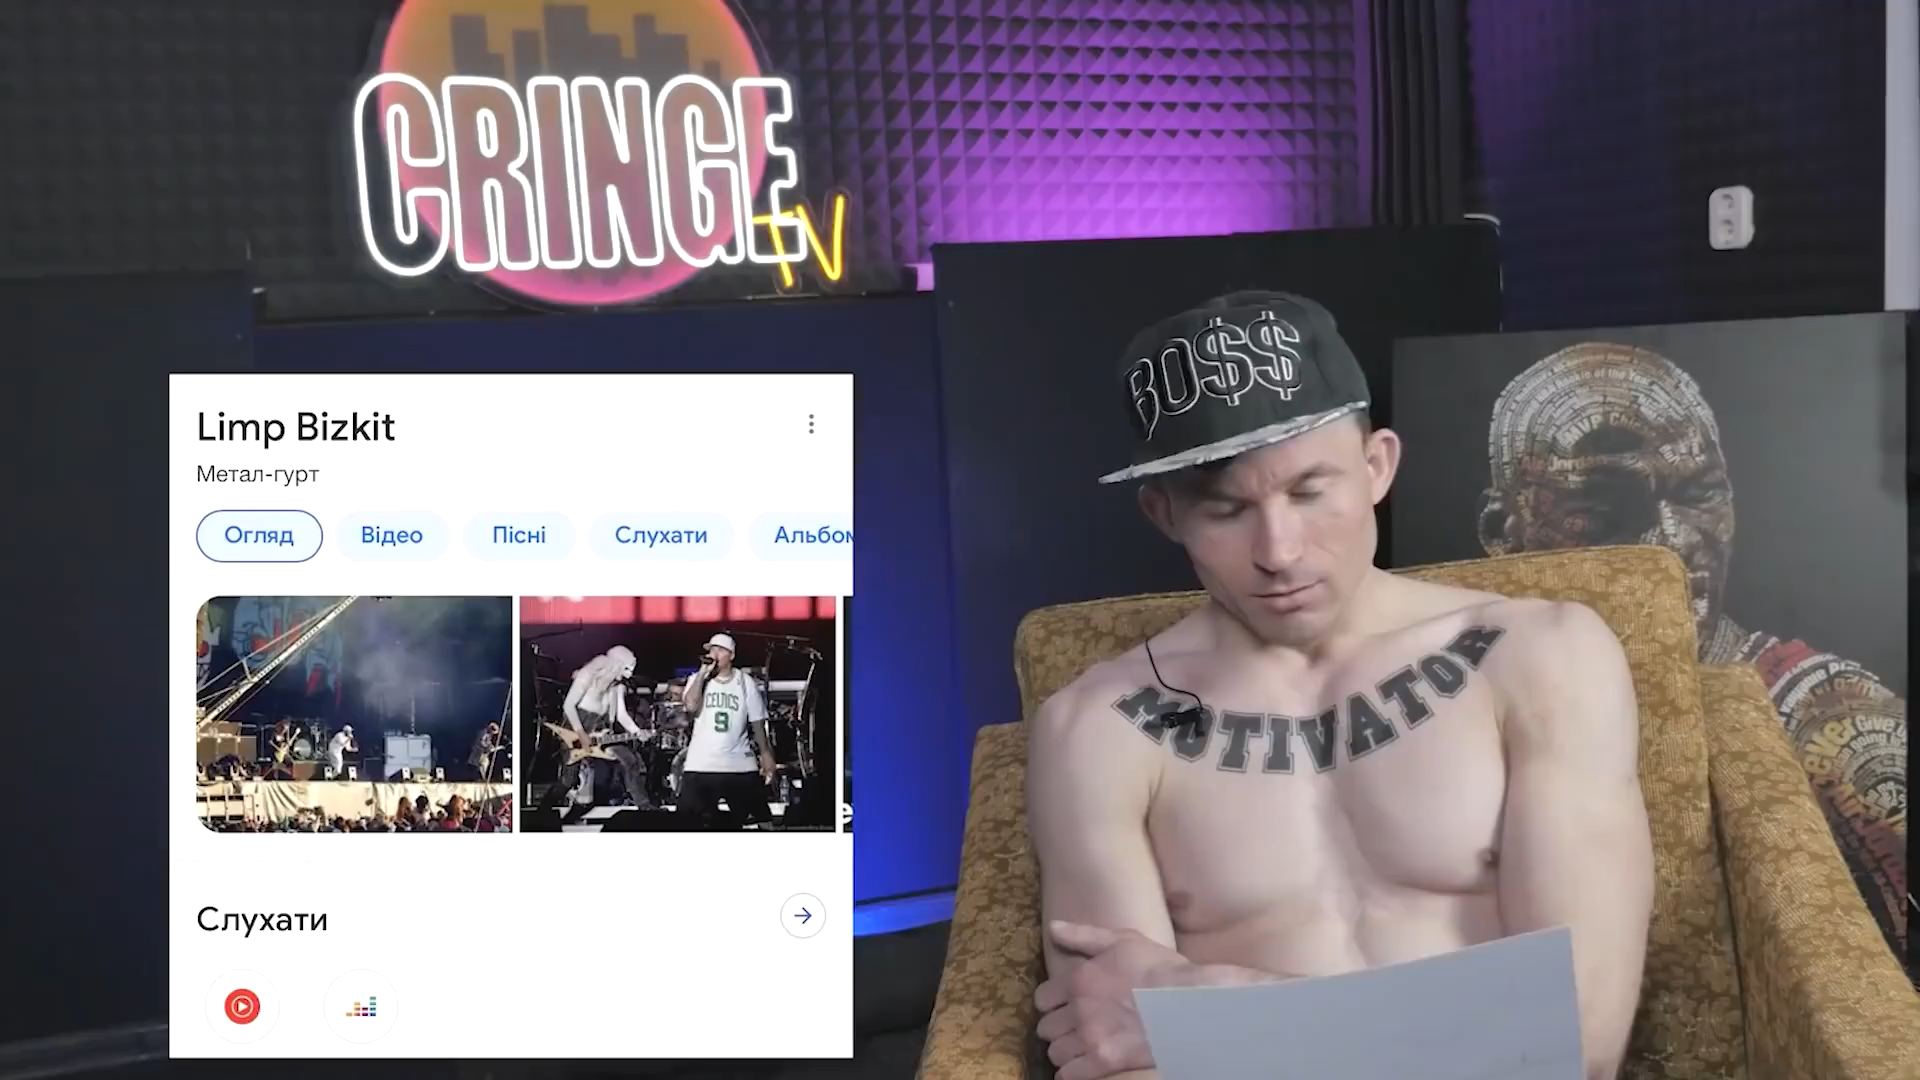 CRINGE
TV
BO$$
Limp Bizkit
Метал-гурт
Огляд
Відео
Пісні
Слухати
Альбом
CELTICS
9
MOTIVATOR
Слухати